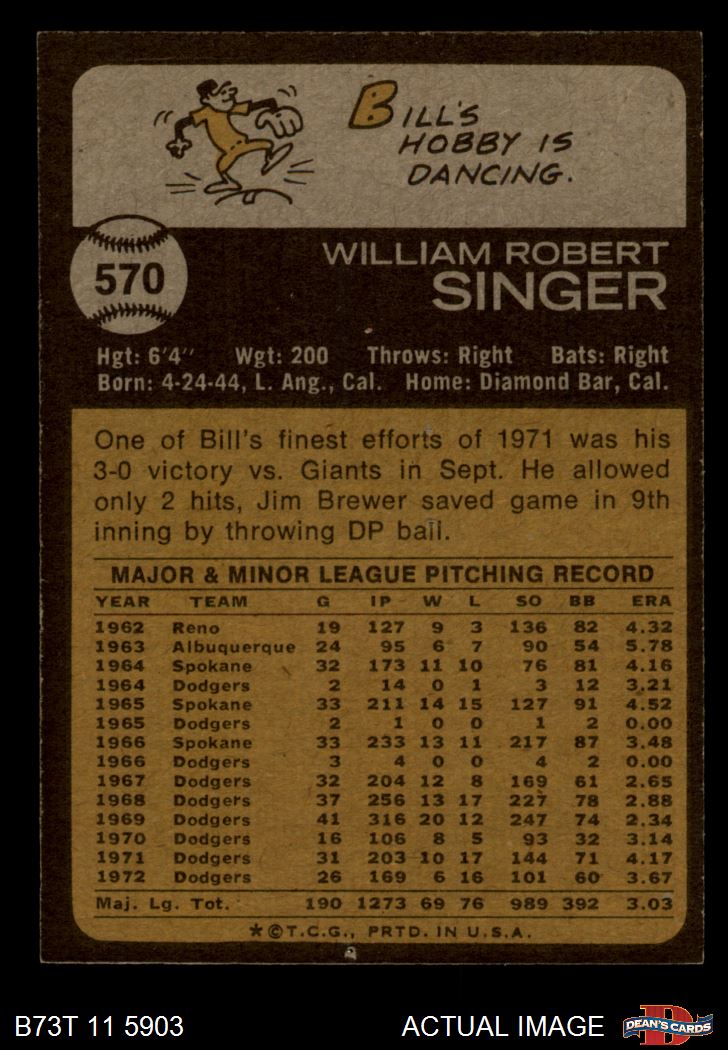 BILL'S
HOBBY IS
DANCING.
570
WILLIAM ROBERT
SINGER
Hgt: 6'4" Wgt: 200 Throws: Right Bats: Right
Born: 4-24-44, L. Ang., Cal. Home: Diamond Bar, Cal.
One of Bill's finest efforts of 1971 was his
3-0 victory vs. Giants in Sept. He allowed
only 2 hits, Jim Brewer saved game in 9th
inning by throwing DP ball.
MAJOR & MINOR LEAGUE PITCHING RECORD
YEAR TEAM G IP W L SO BB ERA
1962 Reno 19 127 9 3 136 82 4.32
1963 Albuquerque 24 95 6 7 90 54 5.78
1964 Spokane 32 173 11 10 76 81 4.16
1964 Dodgers 2 14 0 1 3 12 3.21
1965 Spokane 33 211 14 15 127 91 4.52
1965 Dodgers 2 1 0 0 1 2 0.00
1966 Spokane 33 233 13 11 217 87 3.48
1966 Dodgers 3 4 0 0 4 2 0.00
1967 Dodgers 32 204 12 8 169 61 2.65
1968 Dodgers 37 256 13 17 227 78 2.88
1969 Dodgers 41 316 20 12 247 74 2.34
1970 Dodgers 16 106 8 5 93 32 3.14
1971 Dodgers 31 203 10 17 144 71 4.17
1972 Dodgers 26 169 6 16 101 60 3.67
Maj. Lg. Tot. 190 1273 69 76 989 392 3.03
*©T.C.G., PRTD. IN U.S.A.
B73T 11 5903 ACTUAL IMAGE
D
DEAN'S CARDS